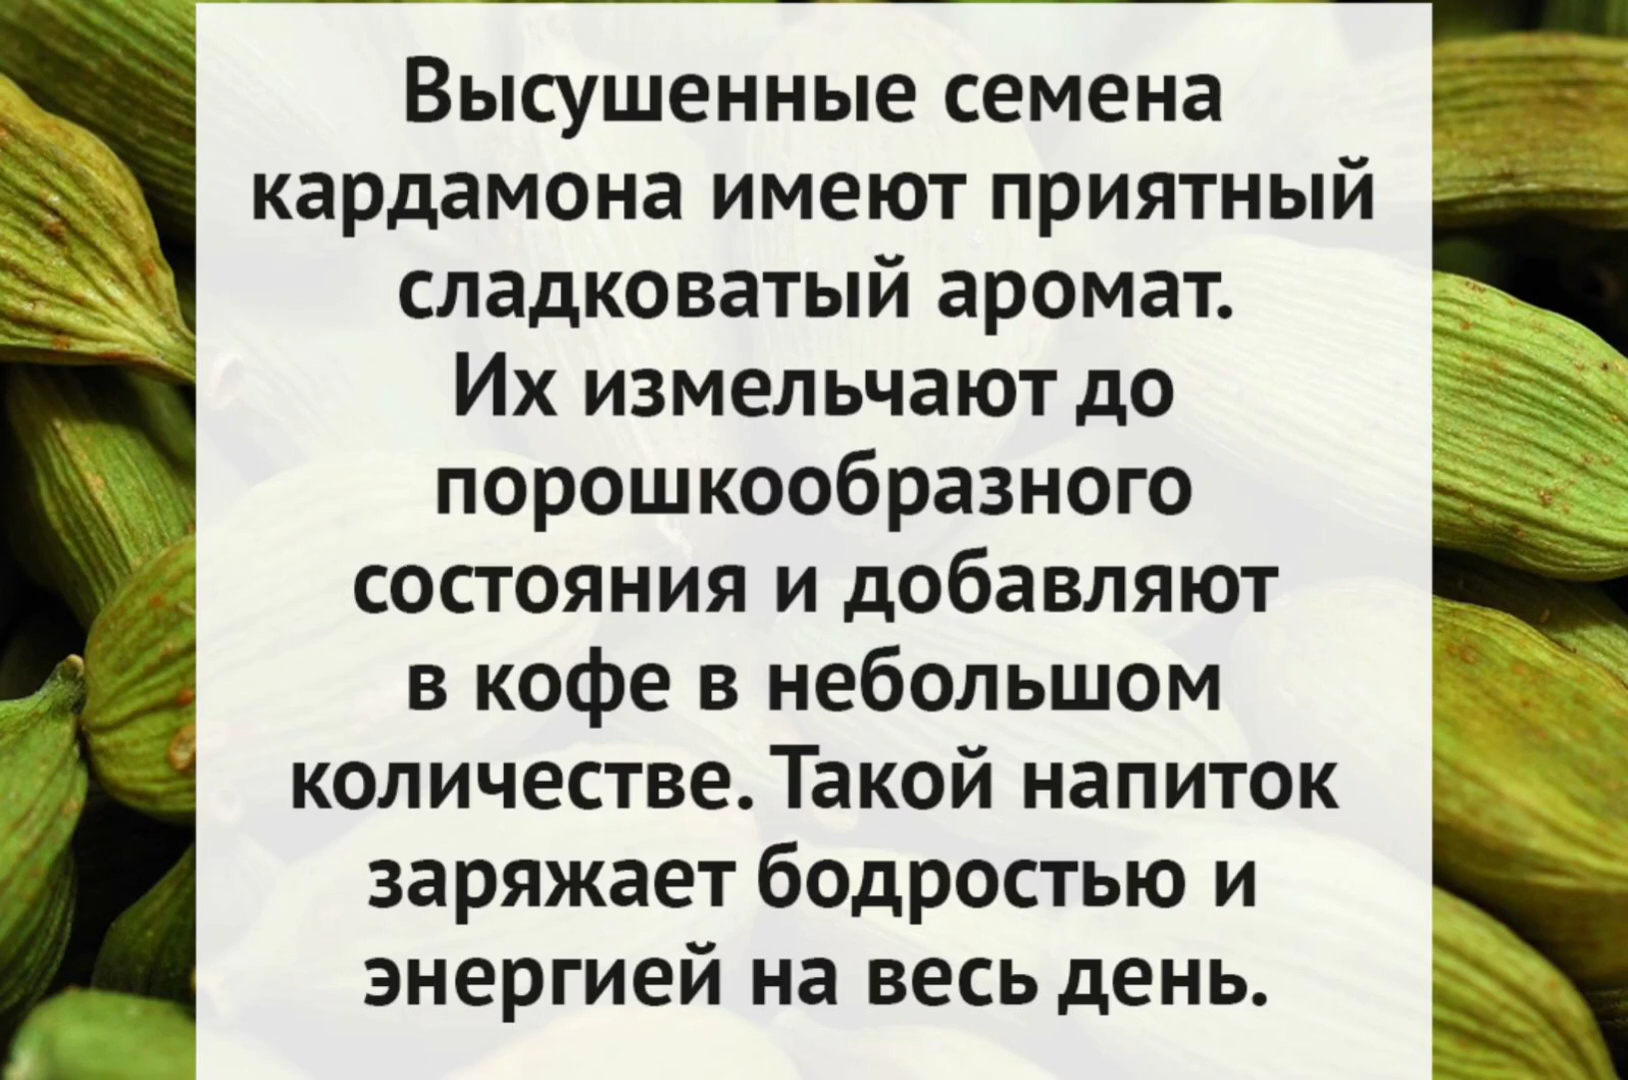 Высушенные семена
кардамона имеют приятный
сладковатый аромат.
Их измельчают до
порошкообразного
состояния и добавляют
в кофе в небольшом
количестве. Такой напиток
заряжает бодростью и
энергией на весь день.